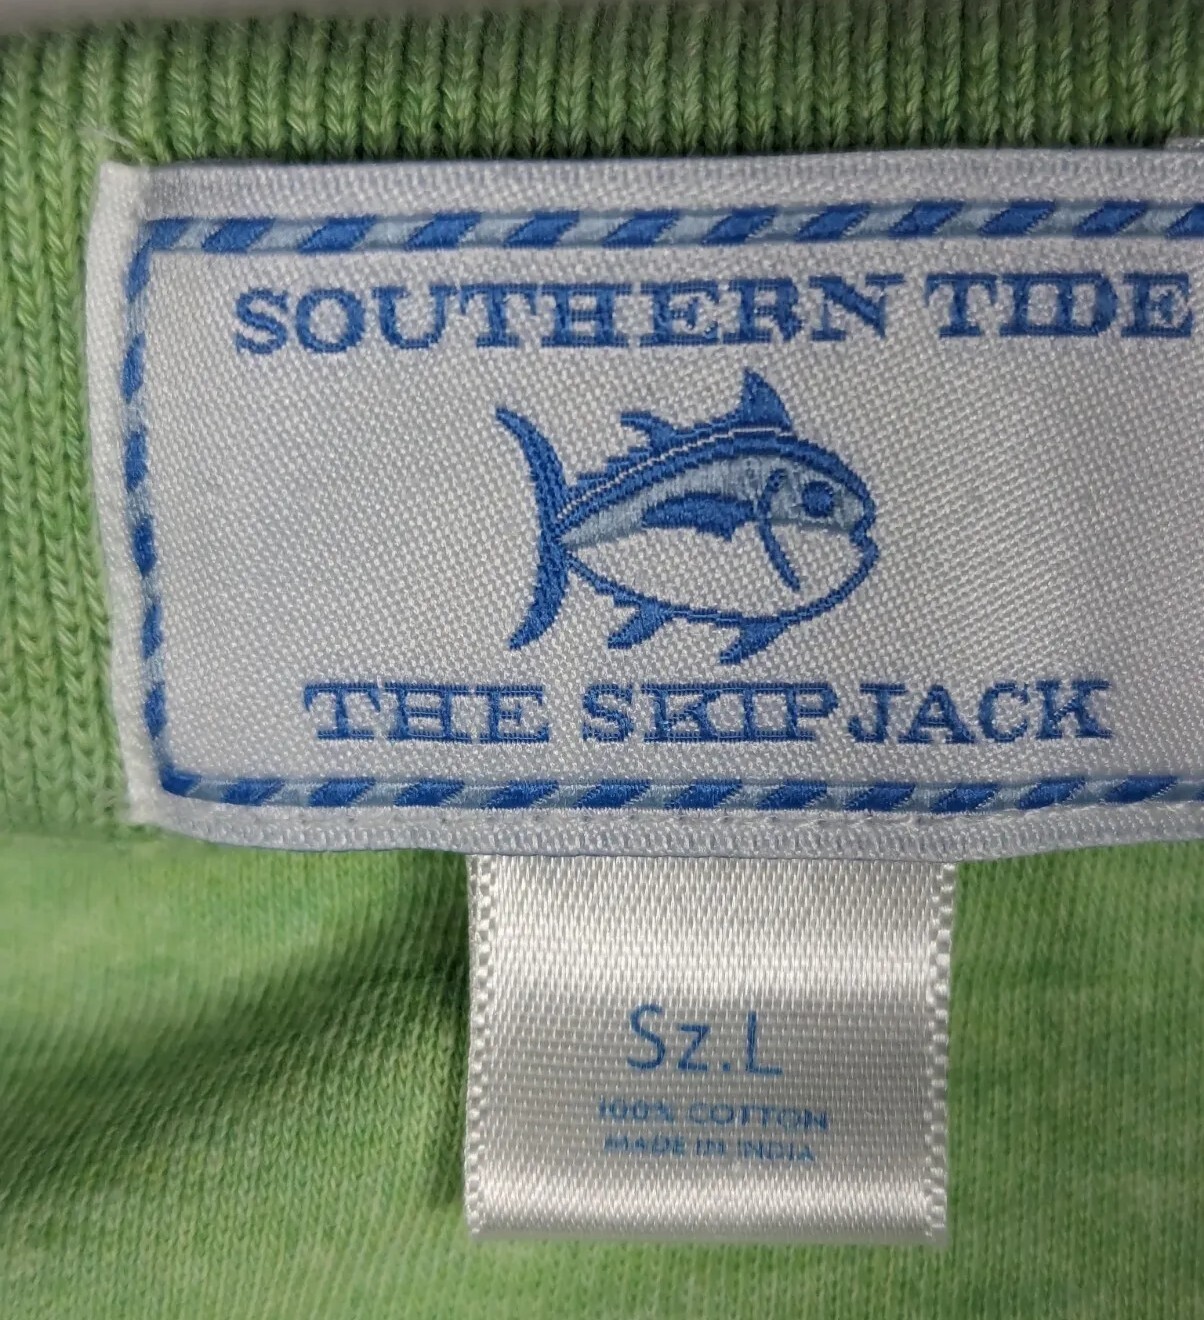 SOUTHERN TIDE
THE SKIPJACK
Sz.L
100% COTTON
MADE IN INDIA